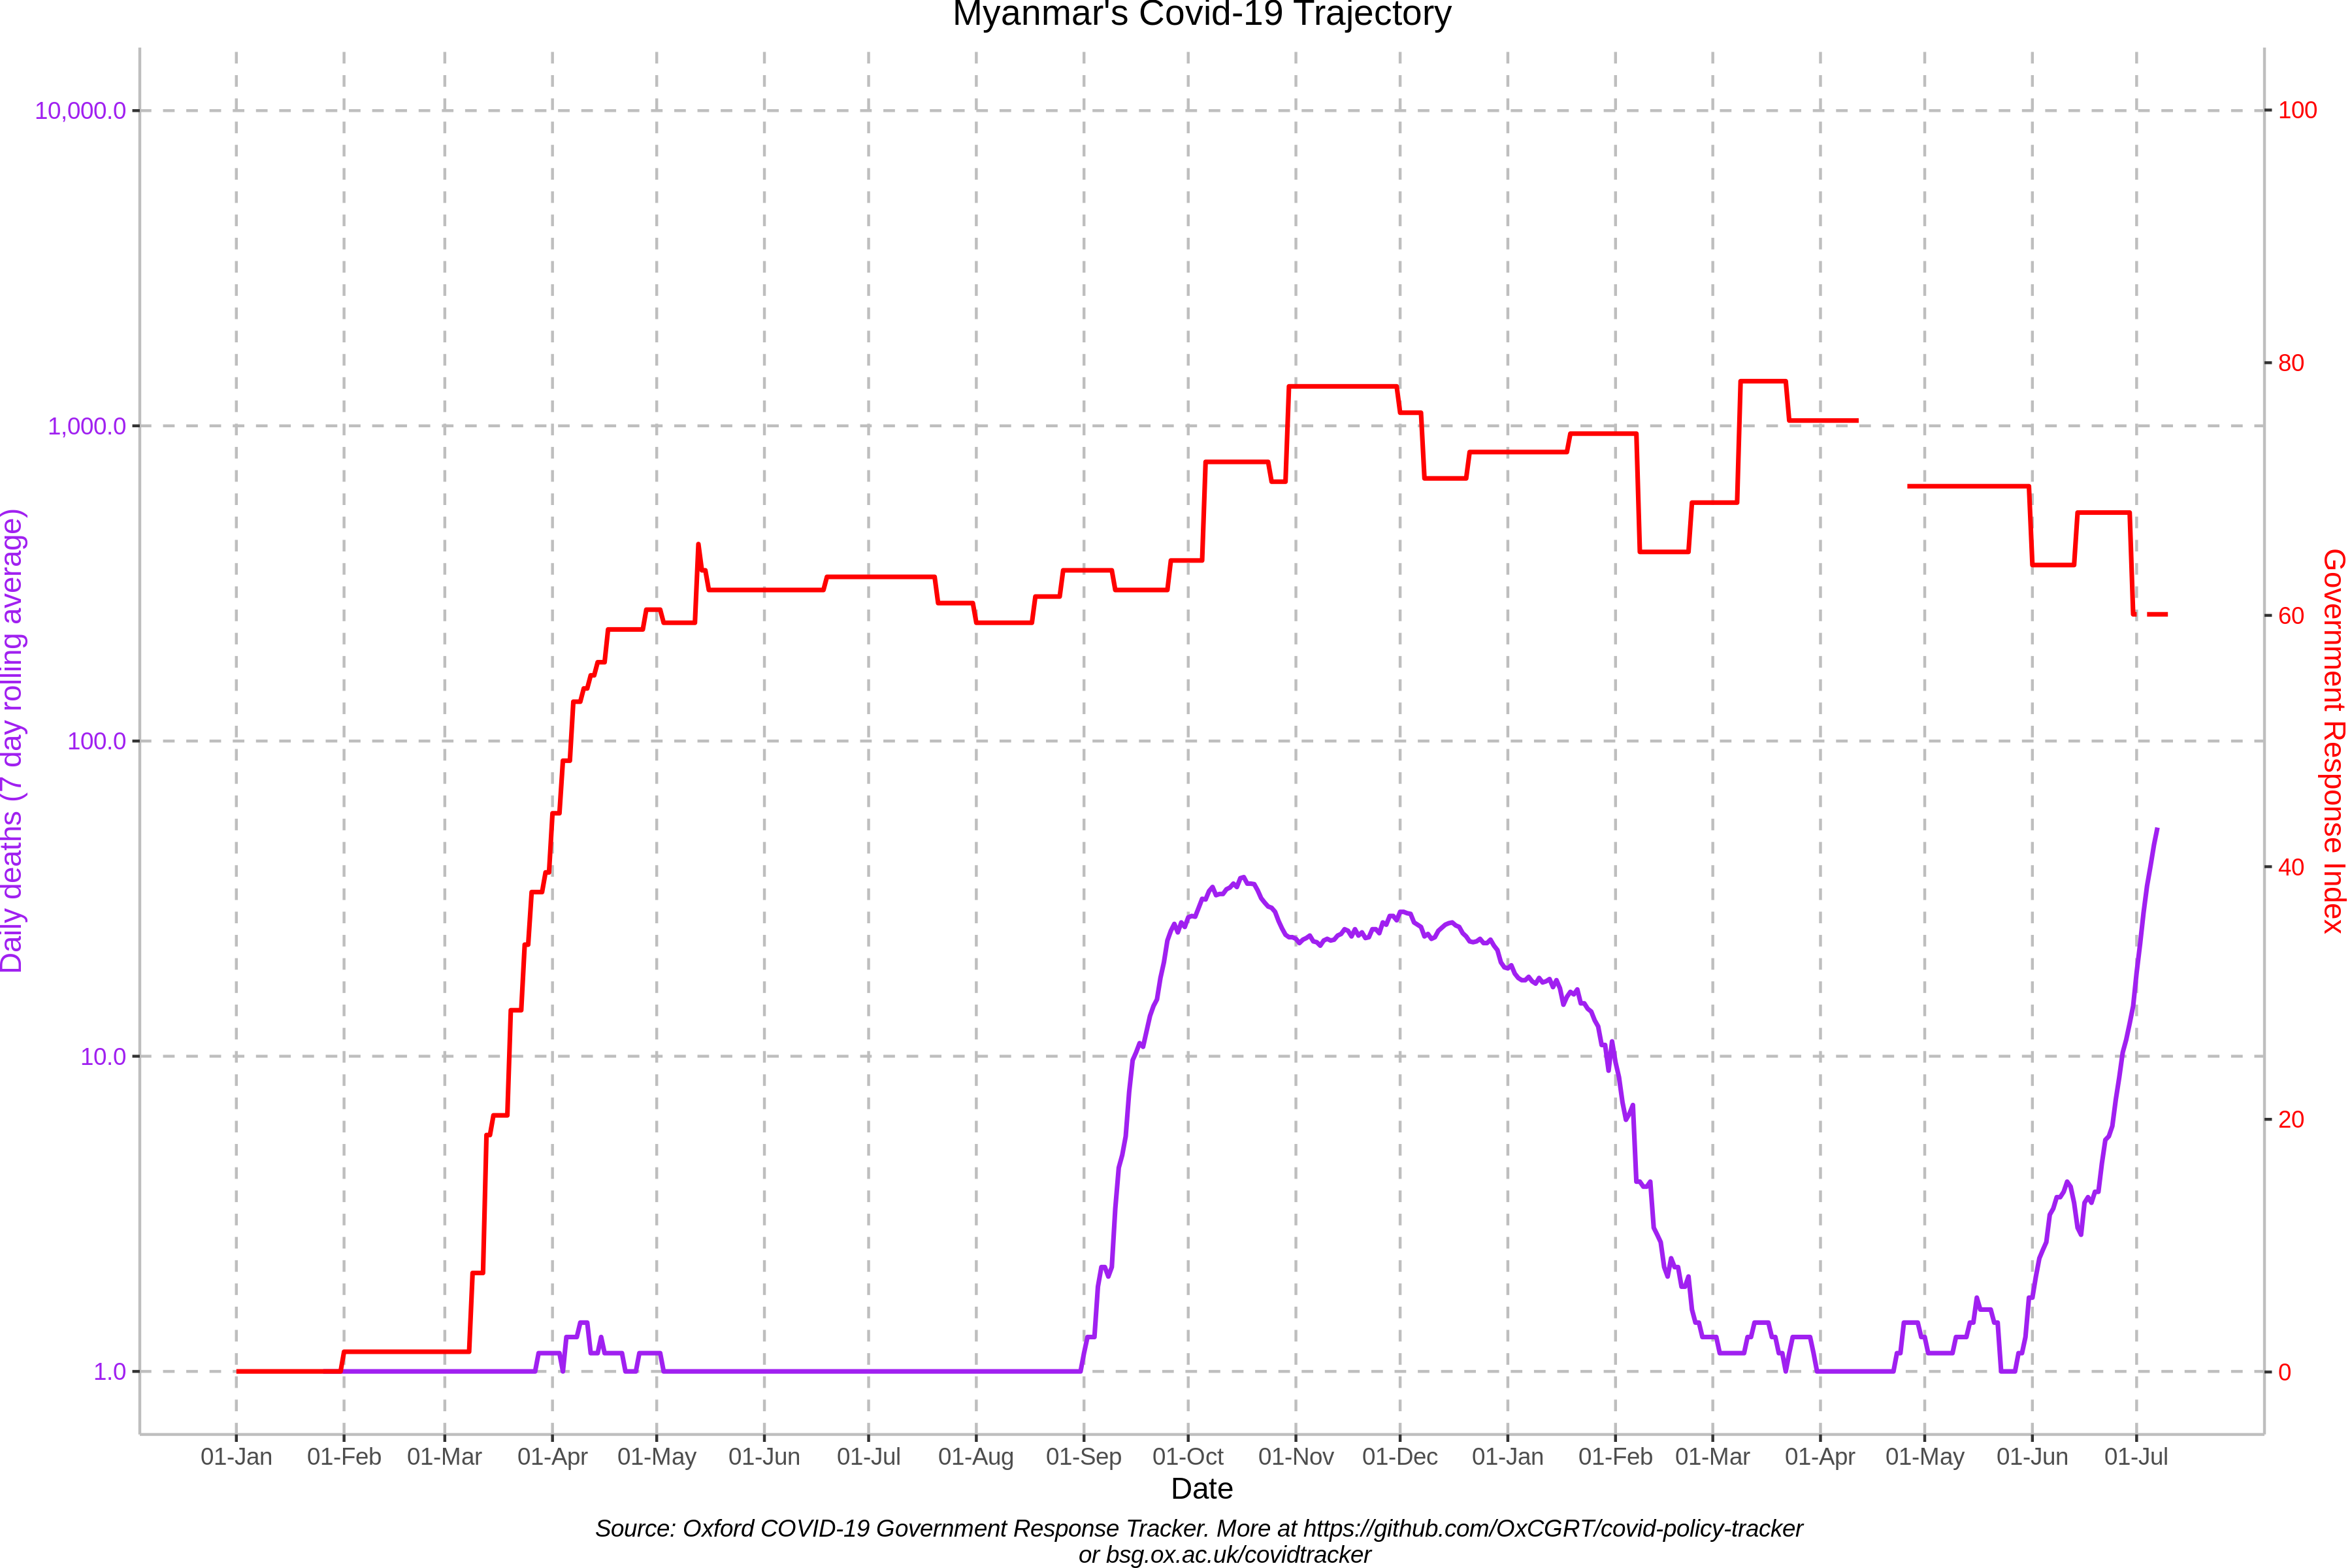 Myanmar's Covid-19 Trajectory
Daily deaths (7 day rolling average)
10,000.0
1,000.0
100.0
10.0
1.0
100
80
60
40
20
0
Government Response Index
01-Jan 01-Feb 01-Mar 01-Apr 01-May 01-Jun 01-Jul 01-Aug 01-Sep 01-Oct 01-Nov 01-Dec 01-Jan 01-Feb 01-Mar 01-Apr 01-May 01-Jun 01-Jul
Date
Source: Oxford COVID-19 Government Response Tracker. More at https://github.com/OxCGRT/covid-policy-tracker
or bsg.ox.ac.uk/covidtracker